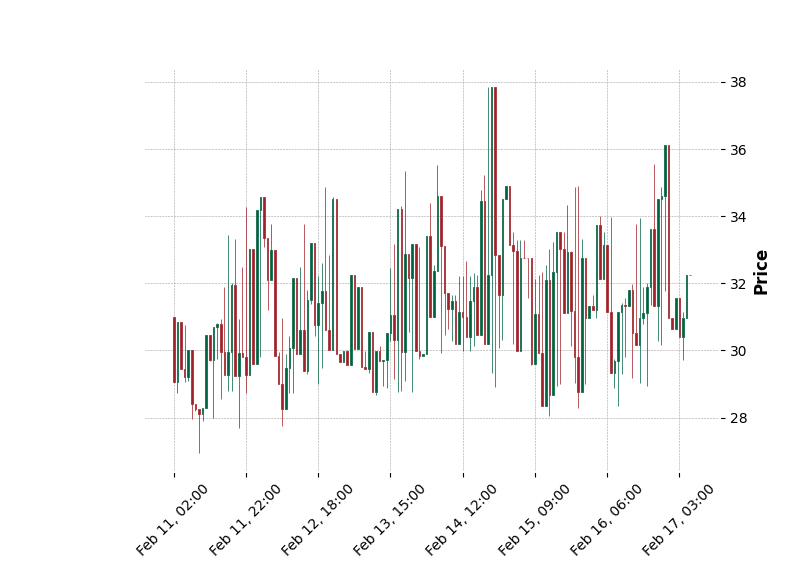 38
36
34
32
30
28
Price
Feb 11, 02:00
Feb 11, 22:00
Feb 12, 18:00
Feb 13, 15:00
Feb 14, 12:00
Feb 15, 09:00
Feb 16, 06:00
Feb 17, 03:00